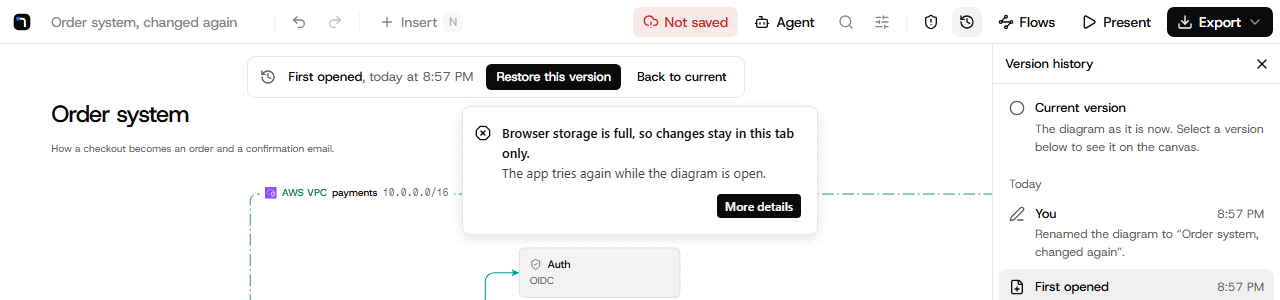 Order system, changed again
Insert N
Not saved
Agent
Flows
Present
Export
First opened, today at 8:57 PM
Restore this version
Back to current
Version history
Order system
How a checkout becomes an order and a confirmation email.
Browser storage is full, so changes stay in this tab
only.
The app tries again while the diagram is open.
More details
AWS VPC payments 10.0.0.0/16
Auth
OIDC
Current version
The diagram as it is now. Select a version
below to see it on the canvas.
Today
You 8:57 PM
Renamed the diagram to “Order system,
changed again”.
First opened 8:57 PM